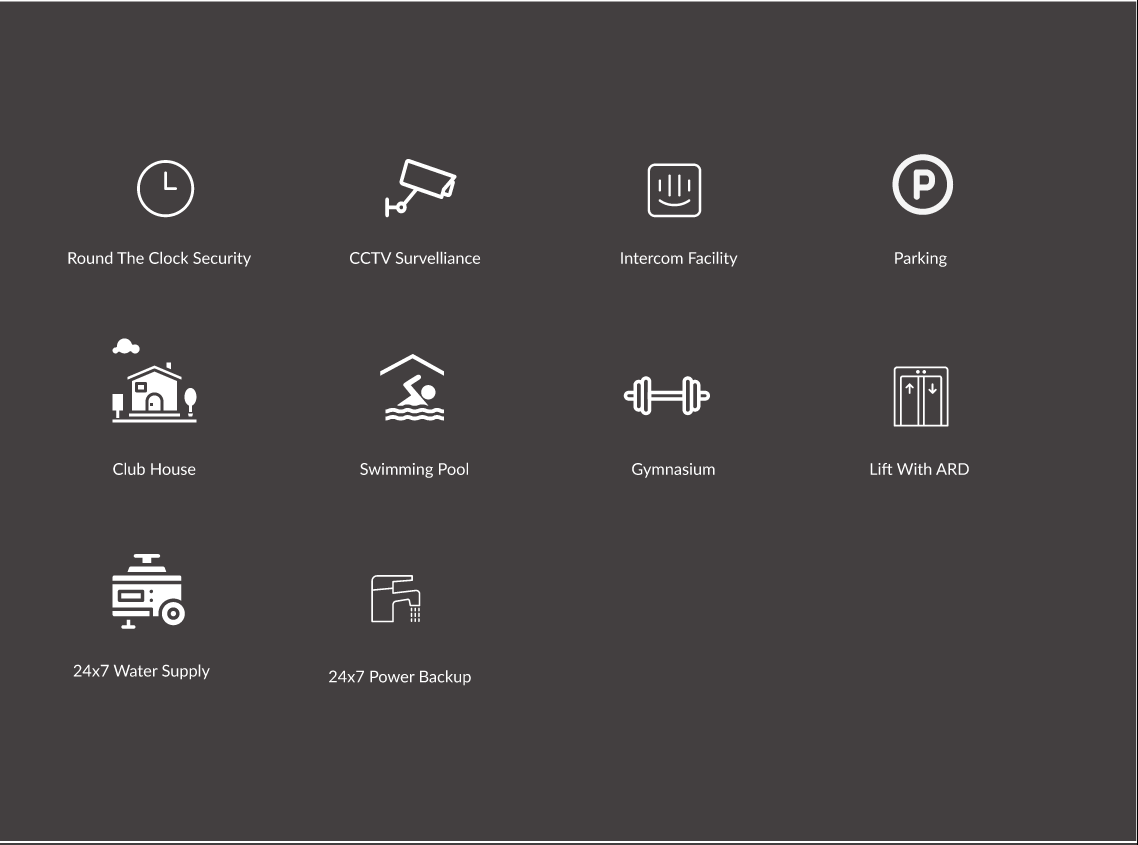 Round The Clock Security
CCTV Survelliance
Intercom Facility
P
Parking
Club House
Swimming Pool
Gymnasium
Lift With ARD
24x7 Water Supply
24x7 Power Backup